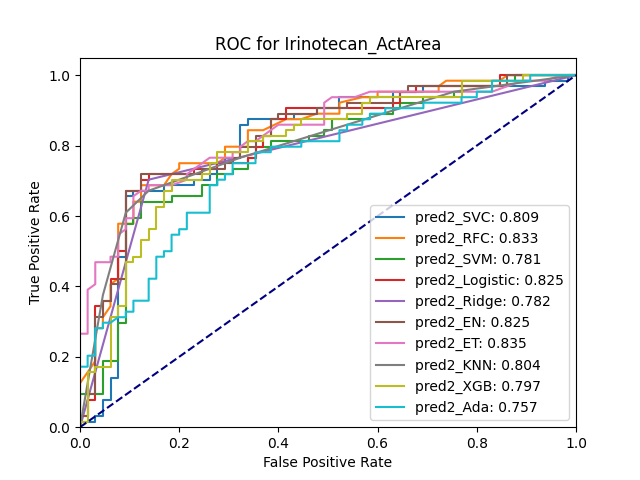 ROC for Irinotecan_ActArea
True Positive Rate
1.0
0.8
0.6
0.4
0.2
0.0
pred2_SVC: 0.809
pred2_RFC: 0.833
pred2_SVM: 0.781
pred2_Logistic: 0.825
pred2_Ridge: 0.782
pred2_EN: 0.825
pred2_ET: 0.835
pred2_KNN: 0.804
pred2_XGB: 0.797
pred2_Ada: 0.757
0.0 0.2 0.4 0.6 0.8 1.0
False Positive Rate